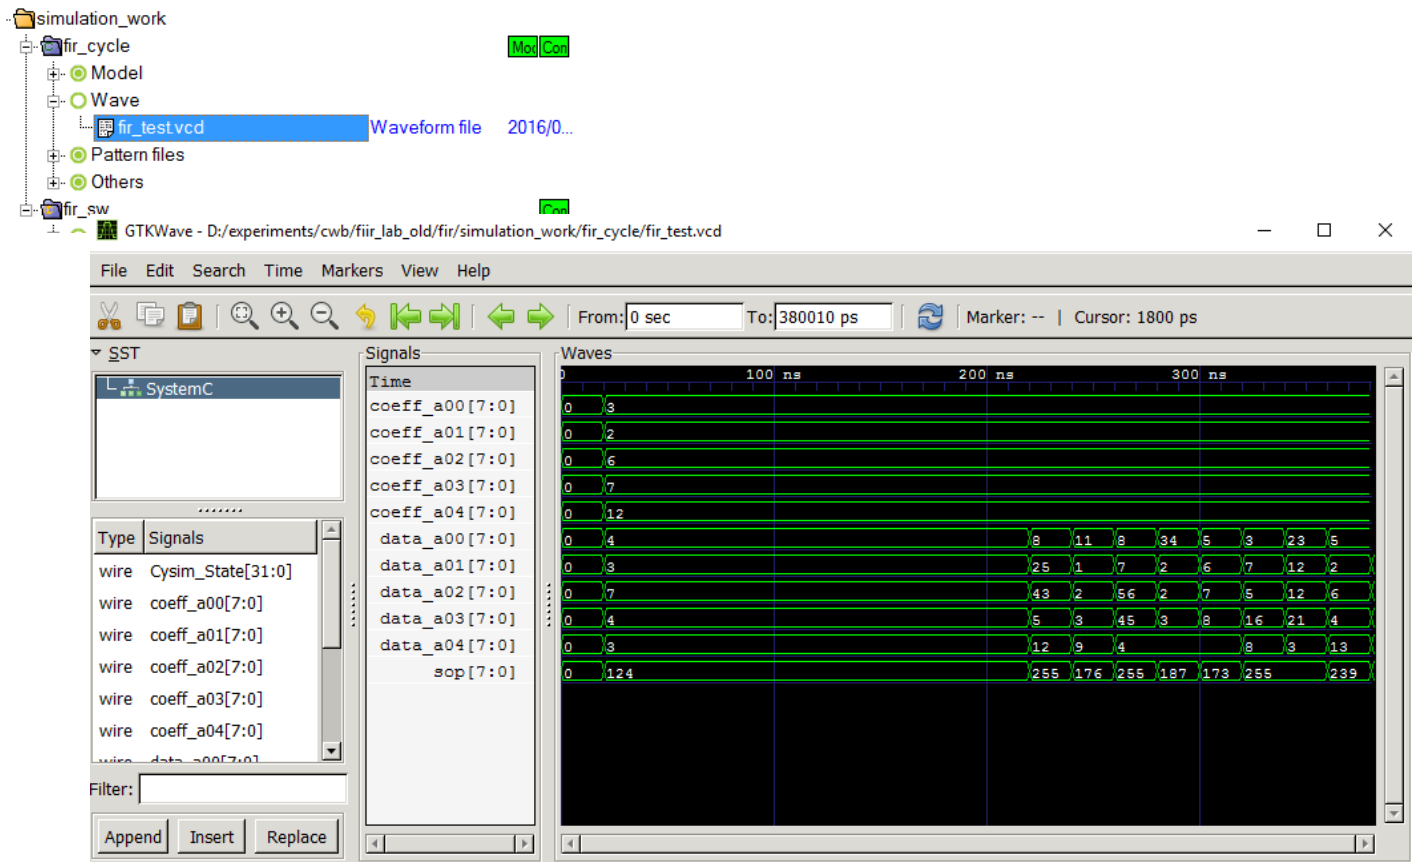 simulation_work
fir_cycle Mod Con
Model
Wave
fir_test.vcd Waveform file 2016/0...
Pattern files
Others
fir_sw Con
GTKWave - D:/experiments/cwb/fiir_lab_old/fir/simulation_work/fir_cycle/fir_test.vcd
File Edit Search Time Markers View Help
From: 0 sec To: 380010 ps Marker: -- | Cursor: 1800 ps
SST
SystemC
Type Signals
wire Cysim_State[31:0]
wire coeff_a00[7:0]
wire coeff_a01[7:0]
wire coeff_a02[7:0]
wire coeff_a03[7:0]
wire coeff_a04[7:0]
wire data_a00[7:0]
Filter:
Append Insert Replace
Signals
Waves
Time 0 100 ns 200 ns 300 ns
coeff_a00[7:0] 0 3
coeff_a01[7:0] 0 2
coeff_a02[7:0] 0 6
coeff_a03[7:0] 0 7
coeff_a04[7:0] 0 12
data_a00[7:0] 0 4 8 11 8 34 5 3 23 5
data_a01[7:0] 0 3 25 1 7 2 6 7 12 2
data_a02[7:0] 0 7 43 2 56 2 7 5 12 6
data_a03[7:0] 0 4 5 3 45 3 8 16 21 4
data_a04[7:0] 0 3 12 9 4 8 3 13
sop[7:0] 0 124 255 176 255 187 173 255 239